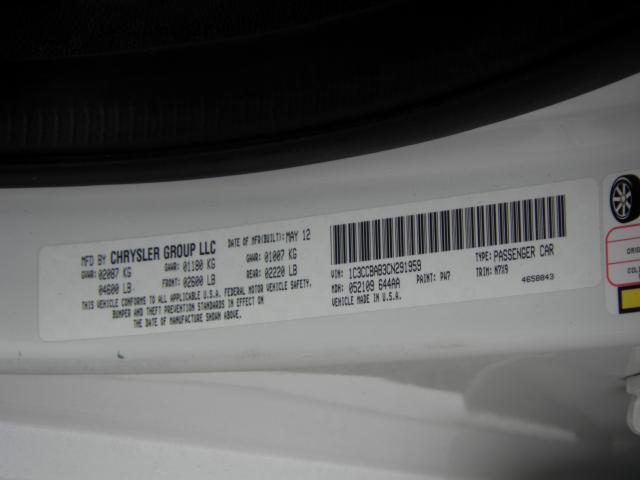 MFD BY CHRYSLER GROUP LLC DATE OF MFR(BUILT): MAY 12
GVWR: 02087 KG GAWR: 01180 KG GAWR: 01007 KG
04600 LB FRONT: 02600 LB REAR: 02220 LB
THIS VEHICLE CONFORMS TO ALL APPLICABLE U.S.A. FEDERAL MOTOR VEHICLE SAFETY,
BUMPER AND THEFT PREVENTION STANDARDS IN EFFECT ON
THE DATE OF MANUFACTURE SHOWN ABOVE.
VIN: 1C3CCBAB3CN291959 TYPE: PASSENGER CAR
MDH: 052109 644AA PAINT: PW7 TRIM: M7X9
VEHICLE MADE IN U.S.A. 4658843